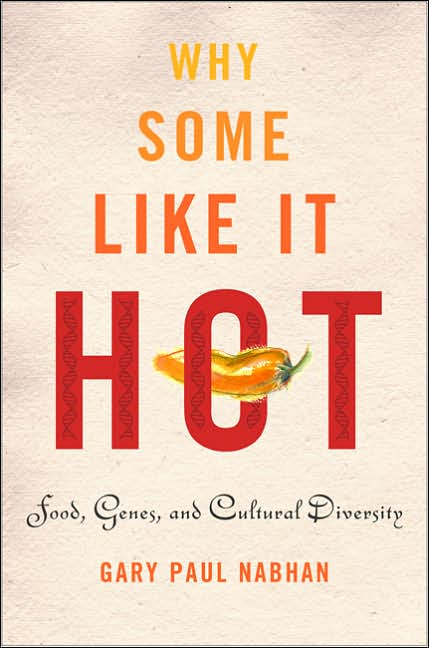 WHY
SOME
LIKE IT
HOT
Food, Genes, and Cultural Diversity
GARY PAUL NABHAN